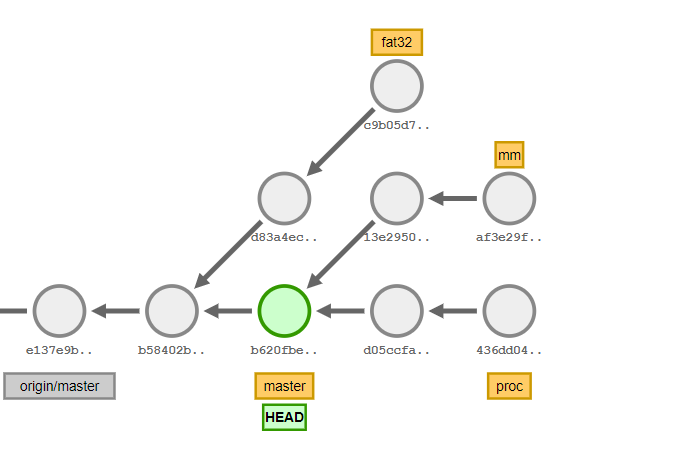 fat32
c9b05d7..
mm
d83a4ec..
13e2950..
af3e29f..
e137e9b..
b58402b..
b620fbe..
d05ccfa..
436dd04..
origin/master
master
proc
HEAD